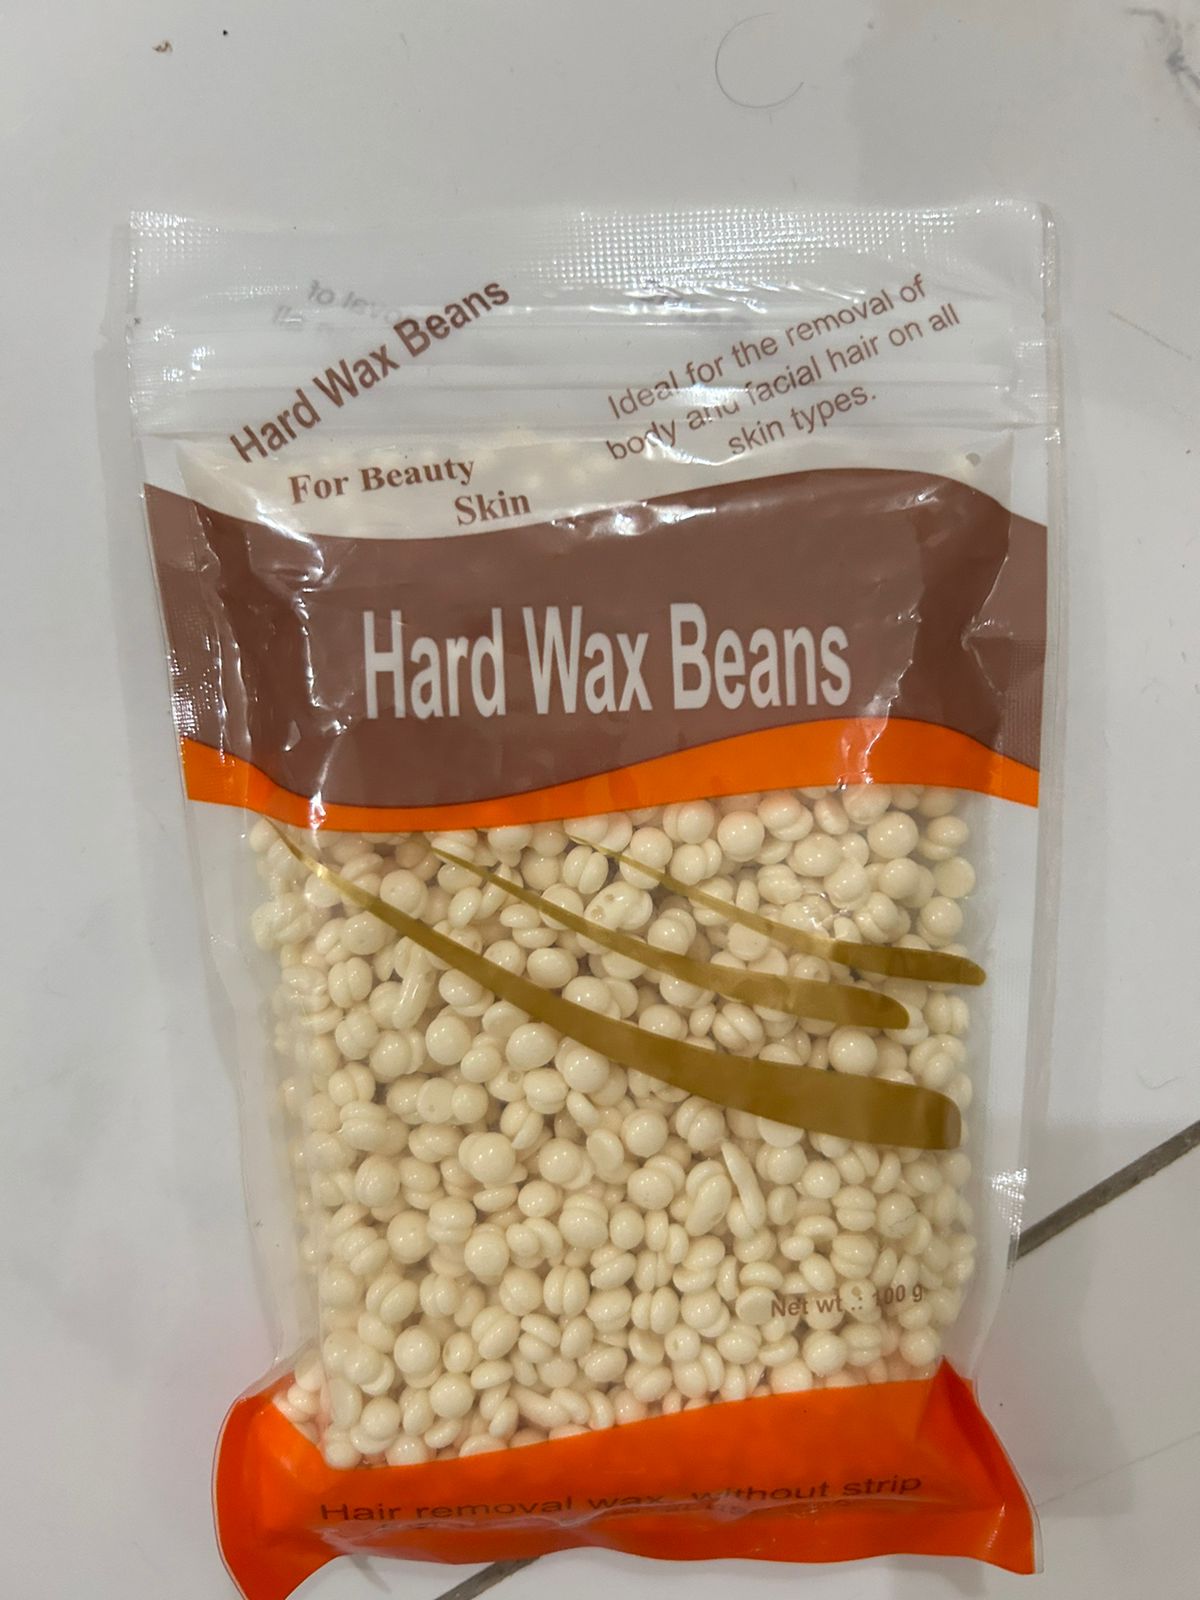 Hard Wax Beans
Ideal for the removal of
body and facial hair on all
skin types.
For Beauty
Skin
Hard Wax Beans
Net wt.: 100 g
Hair removal wax, without strip